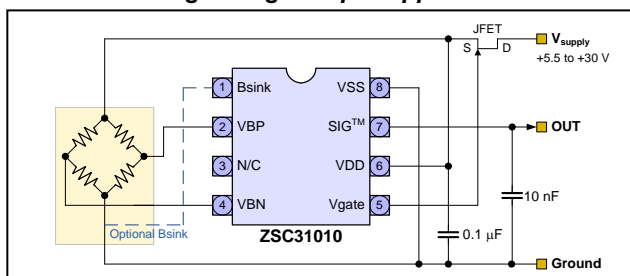 JFET
S
D
Vsupply
+5.5 to +30 V
1
Bsink
VSS
8
2
VBP
SIG™
7
OUT
3
N/C
VDD
6
4
VBN
Vgate
5
10 nF
Optional Bsink
ZSC31010
0.1 µF
Ground